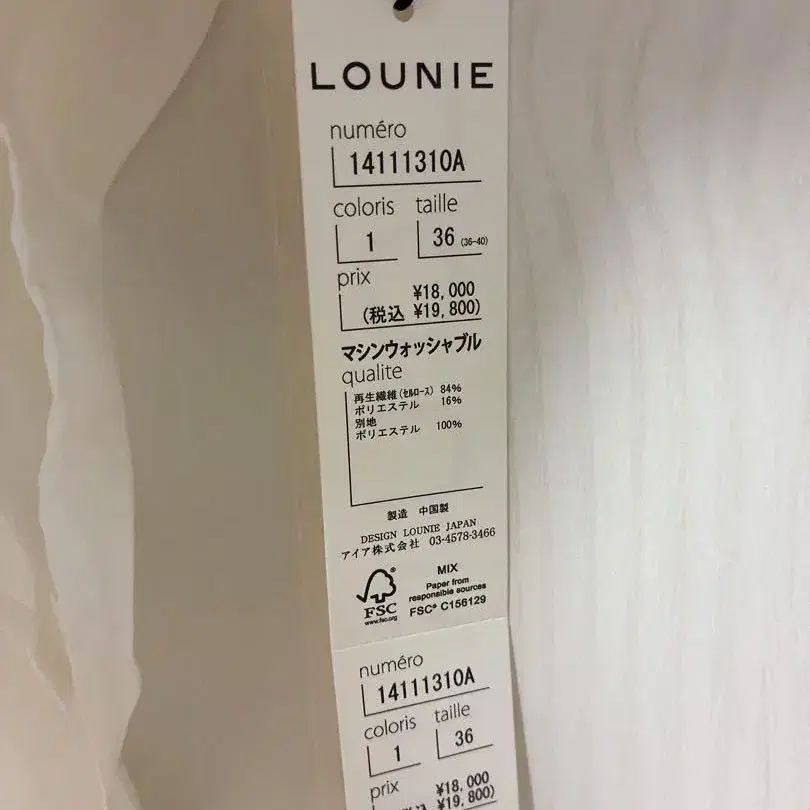 LOUNIE
numéro
14111310A
coloris taille
1 36 (36-40)
prix
¥18,000
(税込 ¥19,800)
マシンウォッシャブル
qualite
再生繊維(セルロース) 84%
ポリエステル 16%
別地
ポリエステル 100%
製造 中国製
DESIGN LOUNIE JAPAN
アイア株式会社 03-4578-3466
MIX
Paper from
responsible sources
FSC® C156129
FSC
www.fsc.org
numéro
14111310A
coloris taille
1 36
prix
¥18,000
¥19,800)